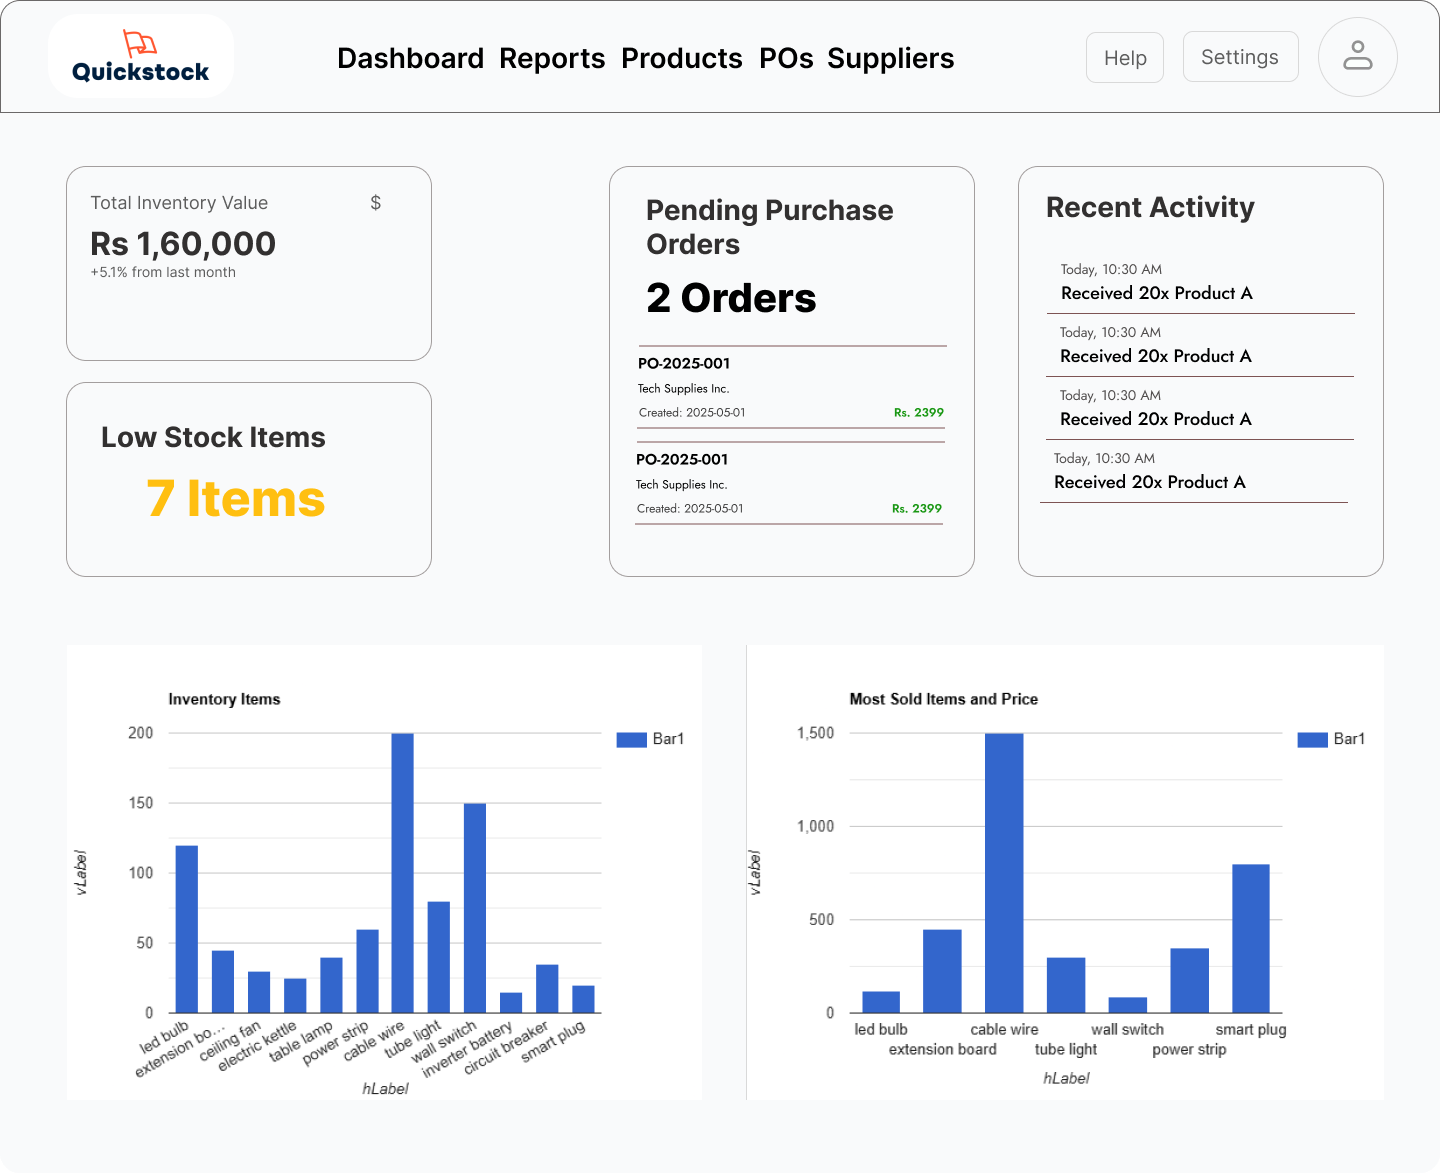 Quickstock
Dashboard Reports Products POs Suppliers
Help
Settings
Total Inventory Value $
Rs 1,60,000
+5.1% from last month
Low Stock Items
7 Items
Pending Purchase
Orders
2 Orders
PO-2025-001
Tech Supplies Inc.
Created: 2025-05-01 Rs. 2399
PO-2025-001
Tech Supplies Inc.
Created: 2025-05-01 Rs. 2399
Recent Activity
Today, 10:30 AM
Received 20x Product A
Today, 10:30 AM
Received 20x Product A
Today, 10:30 AM
Received 20x Product A
Today, 10:30 AM
Received 20x Product A
Inventory Items
Bar1
200
150
100
50
0
vLabel
led bulb
extension bo...
ceiling fan
electric kettle
table lamp
power strip
cable wire
tube light
wall switch
inverter battery
circuit breaker
smart plug
hLabel
Most Sold Items and Price
Bar1
1,500
1,000
500
0
vLabel
led bulb
extension board
cable wire
tube light
wall switch
power strip
smart plug
hLabel